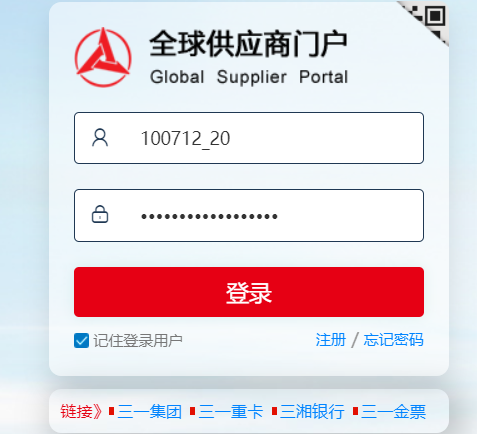 全球供应商门户
Global Supplier Portal
100712_20
••••••••••••••••••
登录
记住登录用户 注册 / 忘记密码
链接》 三一集团 三一重卡 三湘银行 三一金票